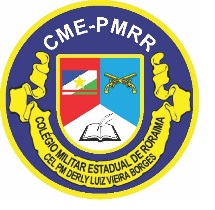 CME-PMRR
COLÉGIO MILITAR ESTADUAL DE RORAIMA
CEL PM DERLY LUIZ VIEIRA BORGES